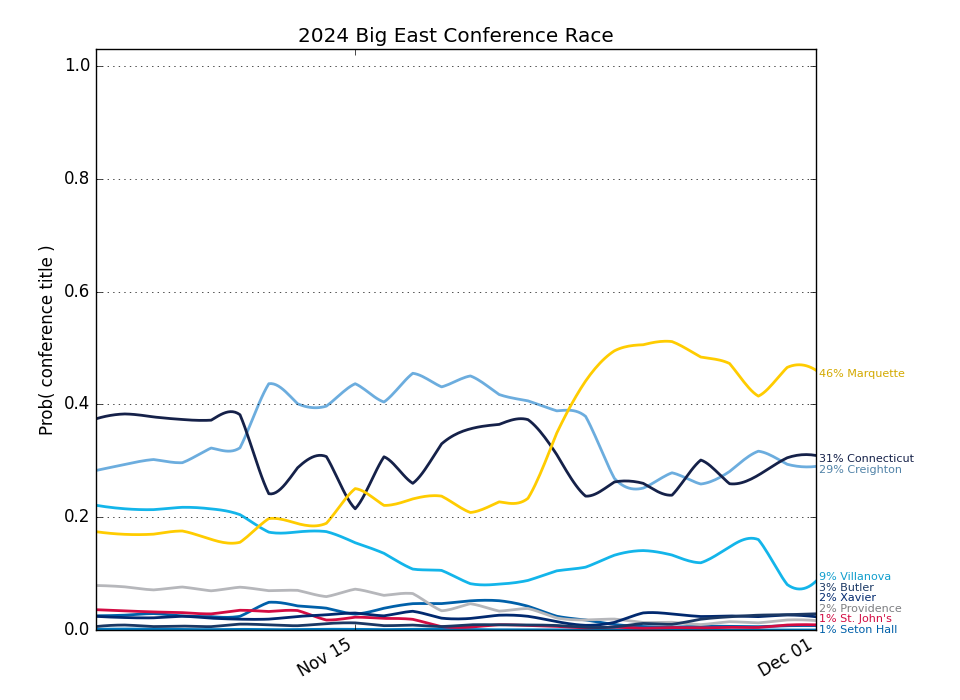 2024 Big East Conference Race
Prob( conference title )
1.0
0.8
0.6
0.4
0.2
0.0
Nov 15
Dec 01
46% Marquette
31% Connecticut
29% Creighton
9% Villanova
3% Butler
2% Xavier
2% Providence
1% St. John's
1% Seton Hall